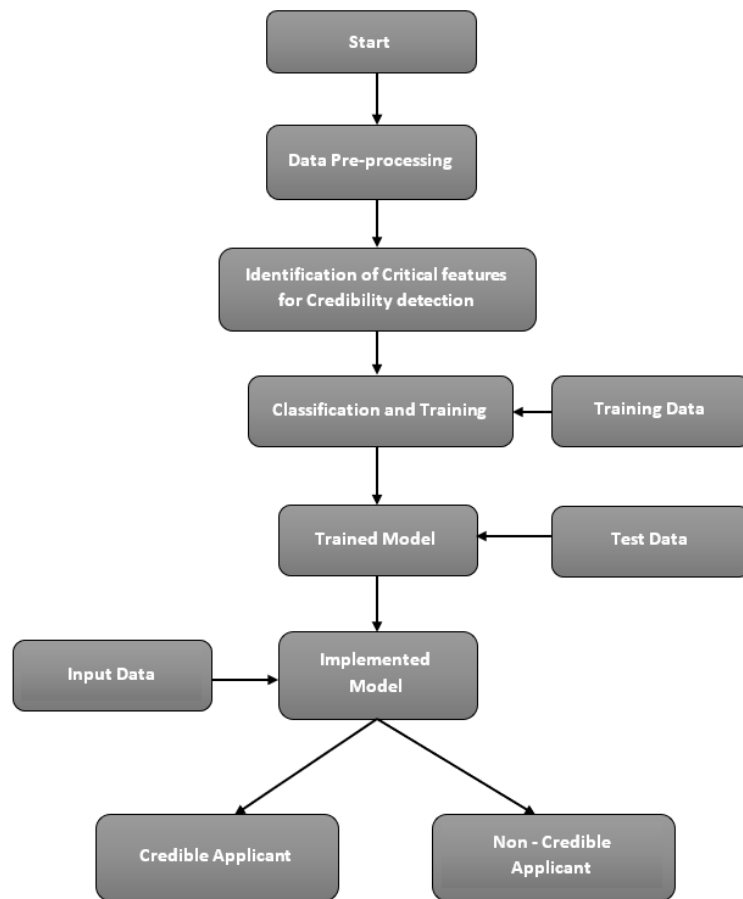 Start
Data Pre-processing
Identification of Critical features
for Credibility detection
Classification and Training
Training Data
Trained Model
Test Data
Input Data
Implemented
Model
Credible Applicant
Non - Credible
Applicant